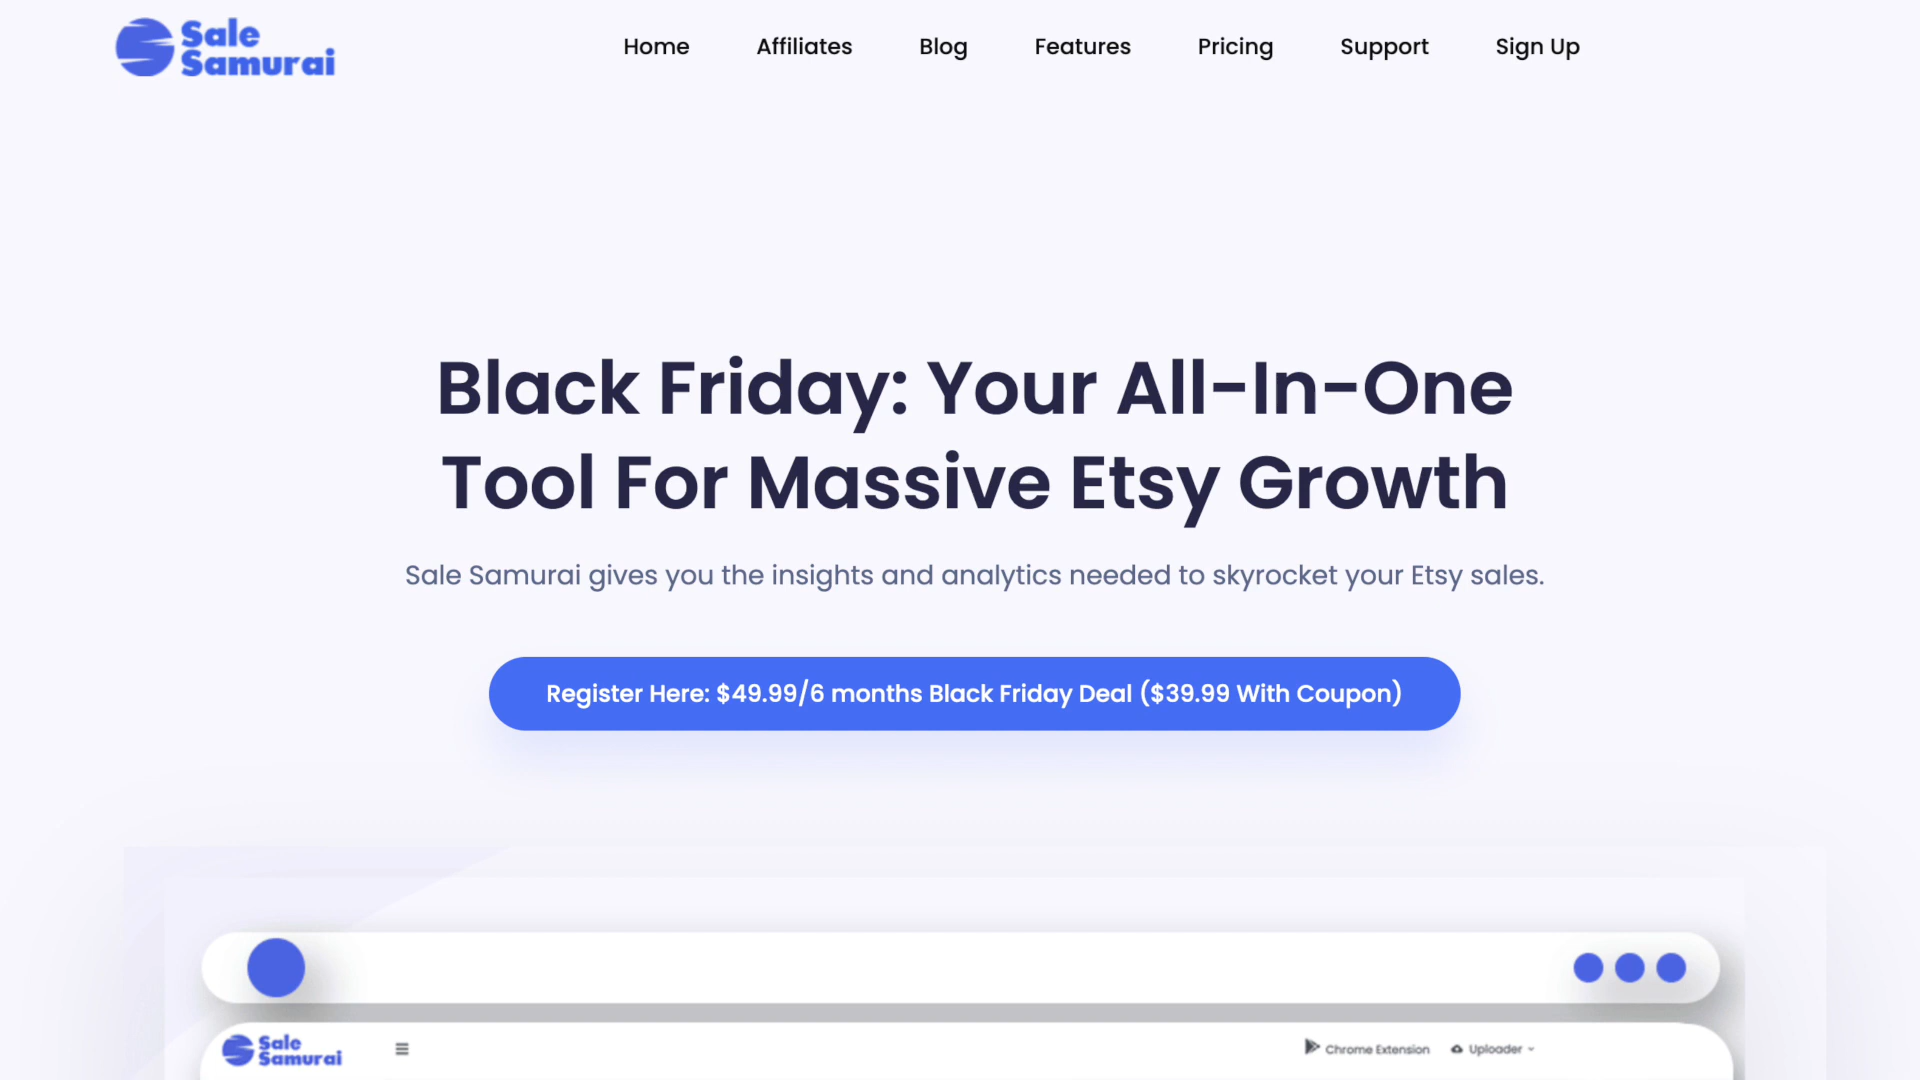 Sale
Samurai
Home Affiliates Blog Features Pricing Support Sign Up
Black Friday: Your All-In-One
Tool For Massive Etsy Growth
Sale Samurai gives you the insights and analytics needed to skyrocket your Etsy sales.
Register Here: $49.99/6 months Black Friday Deal ($39.99 With Coupon)
Sale
Samurai
Chrome Extension Uploader